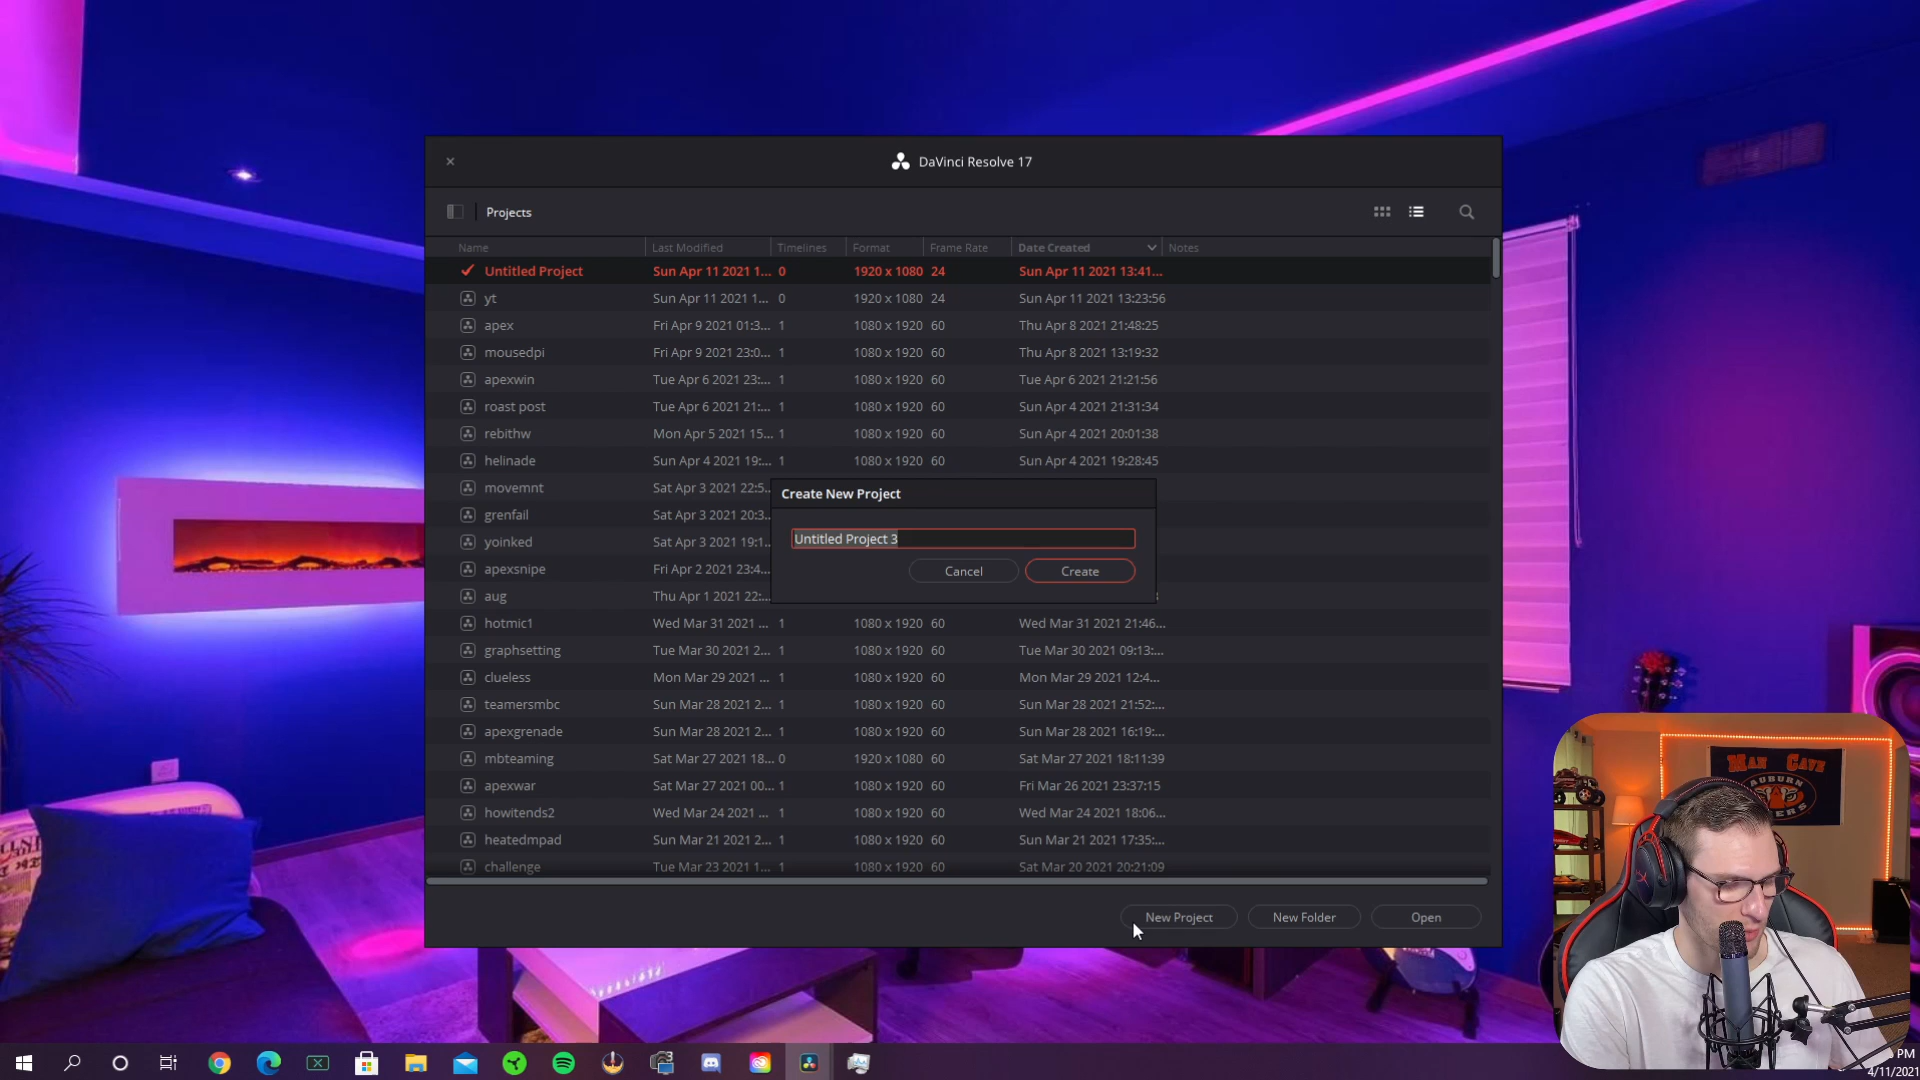 DaVinci Resolve 17
Projects
Name Last Modified Timelines Format Frame Rate Date Created Notes
Untitled Project Sun Apr 11 2021 1... 0 1920 x 1080 24 Sun Apr 11 2021 13:41...
yt Sun Apr 11 2021 1... 0 1920 x 1080 24 Sun Apr 11 2021 13:23:56
apex Fri Apr 9 2021 01:3... 1 1080 x 1920 60 Thu Apr 8 2021 21:48:25
mousedpi Fri Apr 9 2021 23:0... 1 1080 x 1920 60 Thu Apr 8 2021 13:19:32
apexwin Tue Apr 6 2021 23:... 1 1080 x 1920 60 Tue Apr 6 2021 21:21:56
roast post Tue Apr 6 2021 21:... 1 1080 x 1920 60 Sun Apr 4 2021 21:31:34
rebithw Mon Apr 5 2021 15... 1 1080 x 1920 60 Sun Apr 4 2021 20:01:38
helinade Sun Apr 4 2021 19:... 1 1080 x 1920 60 Sun Apr 4 2021 19:28:45
movemnt Sat Apr 3 2021 22:5..
grenfail Sat Apr 3 2021 20:3..
yoinked Sat Apr 3 2021 19:1..
apexsnipe Fri Apr 2 2021 23:4...
aug Thu Apr 1 2021 22:...
Create New Project
Untitled Project 3
Cancel Create
hotmic1 Wed Mar 31 2021 ... 1 1080 x 1920 60 Wed Mar 31 2021 21:46...
graphsetting Tue Mar 30 2021 2... 1 1080 x 1920 60 Tue Mar 30 2021 09:13:...
clueless Mon Mar 29 2021 ... 1 1080 x 1920 60 Mon Mar 29 2021 12:4...
teamersmbc Sun Mar 28 2021 2... 1 1080 x 1920 60 Sun Mar 28 2021 21:52:...
apexgrenade Sun Mar 28 2021 2... 1 1080 x 1920 60 Sun Mar 28 2021 16:19:...
mbteaming Sat Mar 27 2021 18... 0 1920 x 1080 60 Sat Mar 27 2021 18:11:39
apexwar Sat Mar 27 2021 00... 1 1080 x 1920 60 Fri Mar 26 2021 23:37:15
howitends2 Wed Mar 24 2021 ... 1 1080 x 1920 60 Wed Mar 24 2021 18:06...
heatedmpad Sun Mar 21 2021 2... 1 1080 x 1920 60 Sun Mar 21 2021 17:35:...
challenge Tue Mar 23 2021 1... 1 1080 x 1920 60 Sat Mar 20 2021 20:21:09
New Project New Folder Open
MAN CAVE
AUBURN
PM
4/11/2021